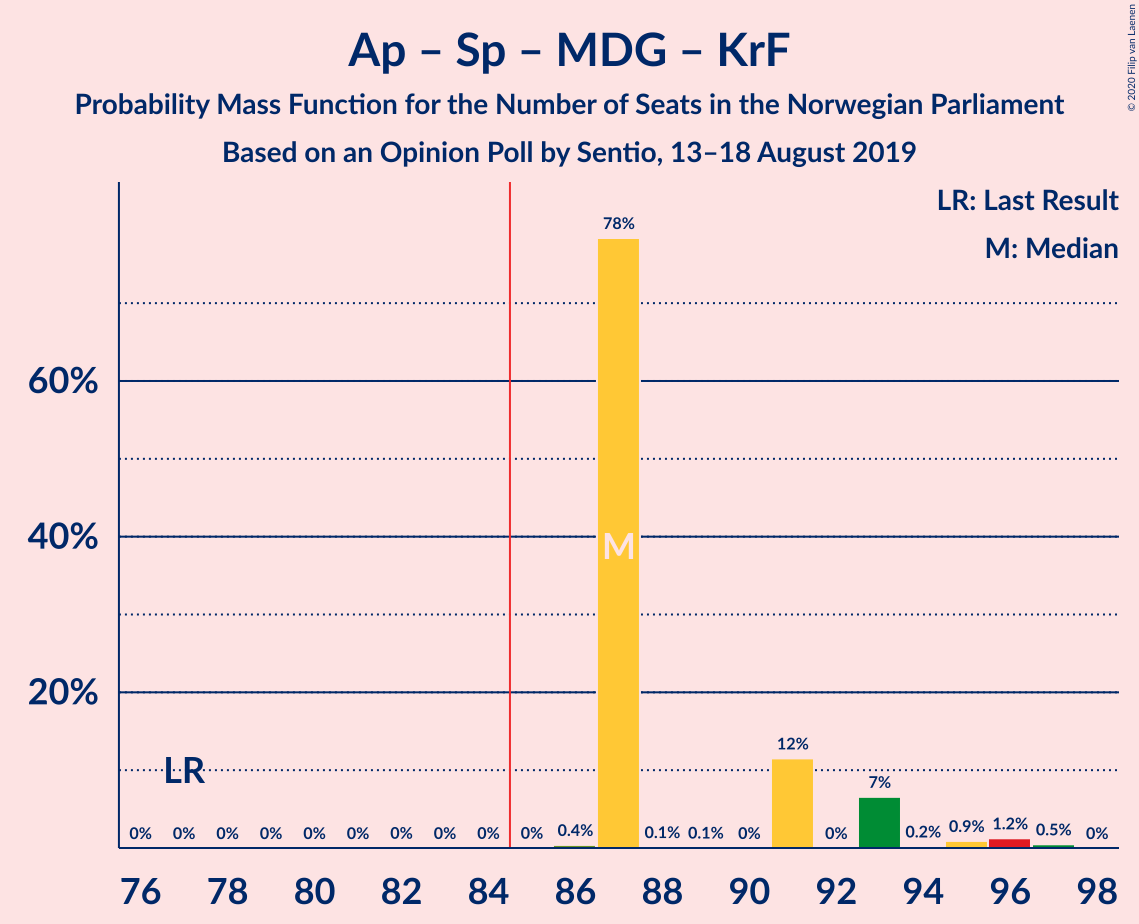 Ap – Sp – MDG – KrF
Probability Mass Function for the Number of Seats in the Norwegian Parliament
Based on an Opinion Poll by Sentio, 13–18 August 2019
© 2020 Filip van Laenen
LR: Last Result
M: Median
78%
60%
40%
M
20%
12%
LR
7%
0% 0% 0% 0% 0% 0% 0% 0% 0% 0% 0.4% 0.1% 0.1% 0% 0% 0.2% 0.9% 1.2% 0.5% 0%
76 78 80 82 84 86 88 90 92 94 96 98